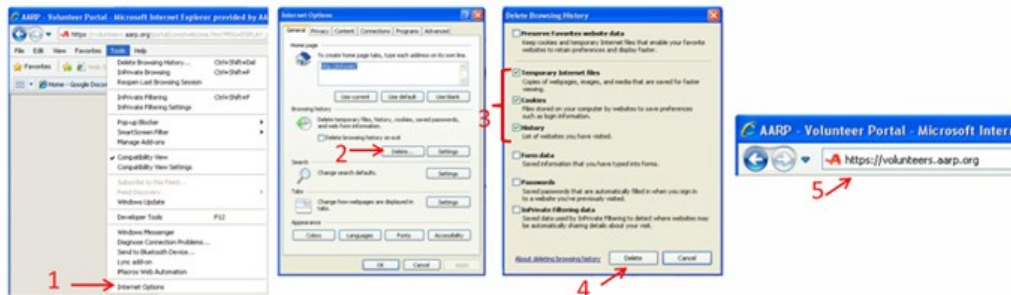 AARP - Volunteer Portal - Microsoft Internet Explorer provided by AA
https://volunteers.aarp.org/portal/core/welcome
File Edit View Favorites Tools Help
Favorites
Home - Google Docs
Delete Browsing History... Ctrl+Shift+Del
InPrivate Browsing Ctrl+Shift+P
Reopen Last Browsing Session
InPrivate Filtering Ctrl+Shift+F
InPrivate Filtering Settings
Pop-up Blocker
SmartScreen Filter
Manage Add-ons
Compatibility View
Compatibility View Settings
Subscribe to this Feed...
Feed Discovery
Windows Update
Developer Tools F12
Windows Messenger
Diagnose Connection Problems...
Send to Bluetooth Device...
Lync add-on
iMacros Web Automation
1
Internet Options
Internet Options
General Privacy Content Connections Programs Advanced
Home page
To create home page tabs, type each address on its own line.
Use current Use default Use blank
Browsing history
Delete temporary files, history, cookies, saved passwords, and web form information.
Delete browsing history on exit
2
Delete... Settings
Search
Change search defaults. Settings
Tabs
Change how webpages are displayed in tabs. Settings
Appearance
Colors Languages Fonts Accessibility
OK Cancel Apply
Delete Browsing History
Preserve Favorites website data
Keep cookies and temporary Internet files that enable your favorite
websites to retain preferences and display faster.
3
Temporary Internet files
Copies of webpages, images, and media that are saved for faster
viewing.
Cookies
Files stored on your computer by websites to save preferences
such as login information.
History
List of websites you have visited.
Form data
Saved information that you have typed into forms.
Passwords
Saved passwords that are automatically filled in when you sign in
to a website you've previously visited.
InPrivate Filtering data
Saved data used by InPrivate Filtering to detect where websites may
be automatically sharing details about your visit.
About deleting browsing history Delete Cancel
4
AARP - Volunteer Portal - Microsoft Intern
https://volunteers.aarp.org
5